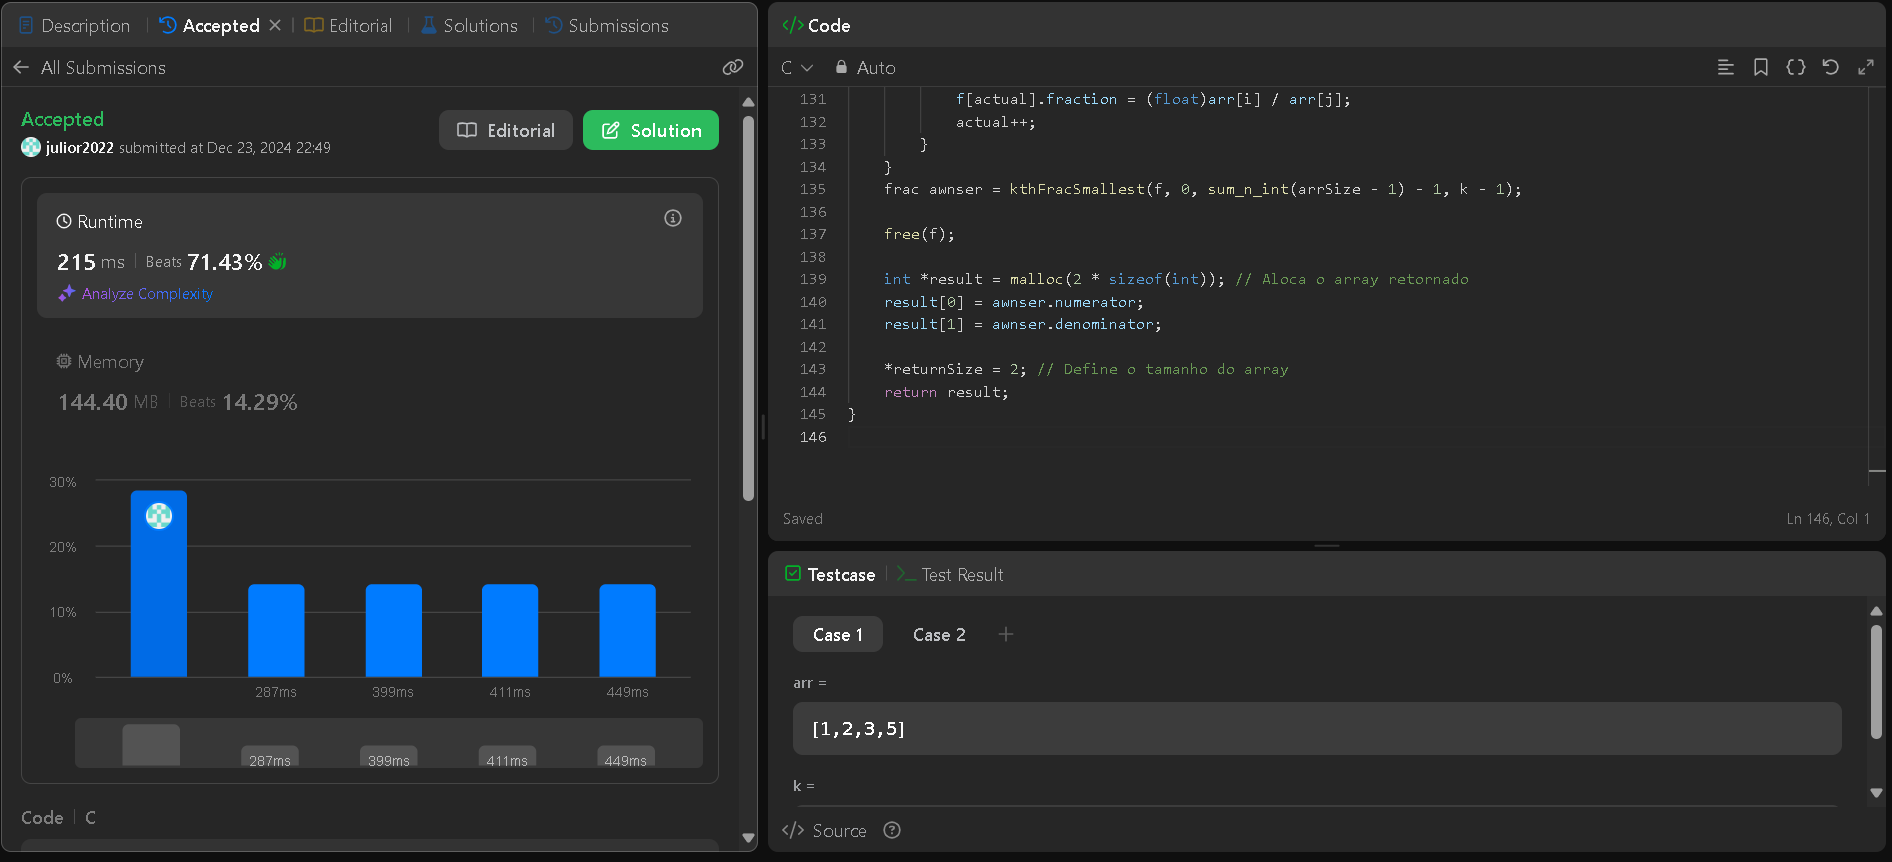 Description
Accepted
Editorial
Solutions
Submissions
All Submissions
Accepted
julior2022 submitted at Dec 23, 2024 22:49
Editorial
Solution
Runtime
215 ms | Beats 71.43%
Analyze Complexity
Memory
144.40 MB | Beats 14.29%
30%
20%
10%
0%
287ms 399ms 411ms 449ms
287ms 399ms 411ms 449ms
Code | C
</> Code
C Auto
131 f[actual].fraction = (float)arr[i] / arr[j];
132 actual++;
133 }
134 }
135 frac awnser = kthFracSmallest(f, 0, sum_n_int(arrSize - 1) - 1, k - 1);
136
137 free(f);
138
139 int *result = malloc(2 * sizeof(int)); // Aloca o array retornado
140 result[0] = awnser.numerator;
141 result[1] = awnser.denominator;
142
143 *returnSize = 2; // Define o tamanho do array
144 return result;
145 }
146
Saved
Ln 146, Col 1
Testcase
>_ Test Result
Case 1 Case 2 +
arr =
[1,2,3,5]
k =
</> Source ?